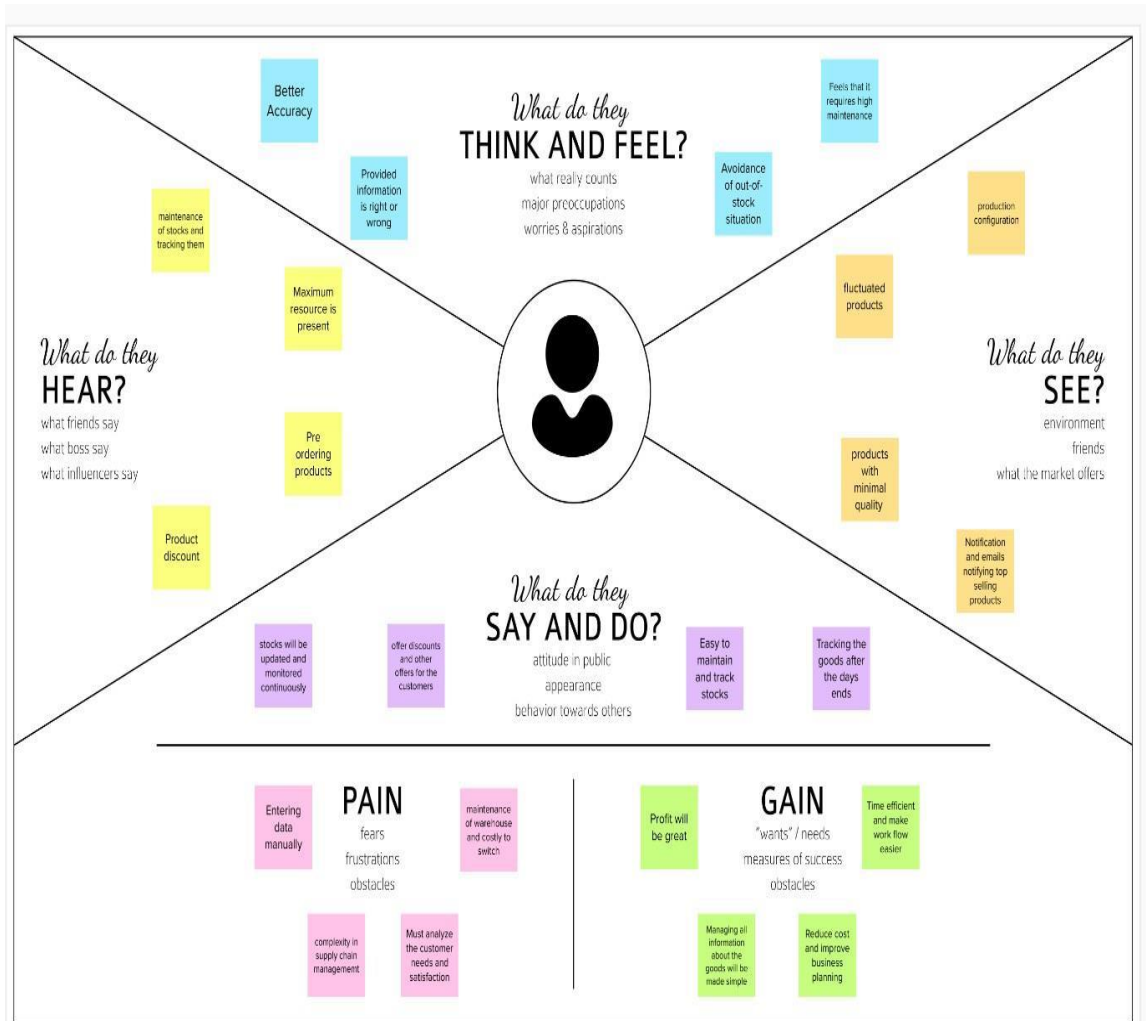 What do they
THINK AND FEEL?
what really counts
major preoccupations
worries & aspirations
Better
Accuracy
Provided
information
is right or
wrong
Avoidance
of out-of-
stock
situation
Feels that it
requires high
maintenance
What do they
HEAR?
what friends say
what boss say
what influencers say
maintenance
of stocks and
tracking them
Maximum
resource is
present
Pre
ordering
products
Product
discount
What do they
SEE?
environment
friends
what the market offers
production
configuration
fluctuated
products
products
with
minimal
quality
Notification
and emails
notifying top
selling
products
What do they
SAY AND DO?
attitude in public
appearance
behavior towards others
stocks will be
updated and
monitored
continuously
offer discounts
and other
offers for the
customers
Easy to
maintain
and track
stocks
Tracking the
goods after
the days
ends
PAIN
fears
frustrations
obstacles
Entering
data
manually
maintenance
of warehouse
and costly to
switch
complexity in
supply chain
management
Must analyze
the customer
needs and
satisfaction
GAIN
"wants" / needs
measures of success
obstacles
Profit will
be great
Time efficient
and make
work flow
easier
Managing all
information
about the
goods will be
made simple
Reduce cost
and improve
business
planning